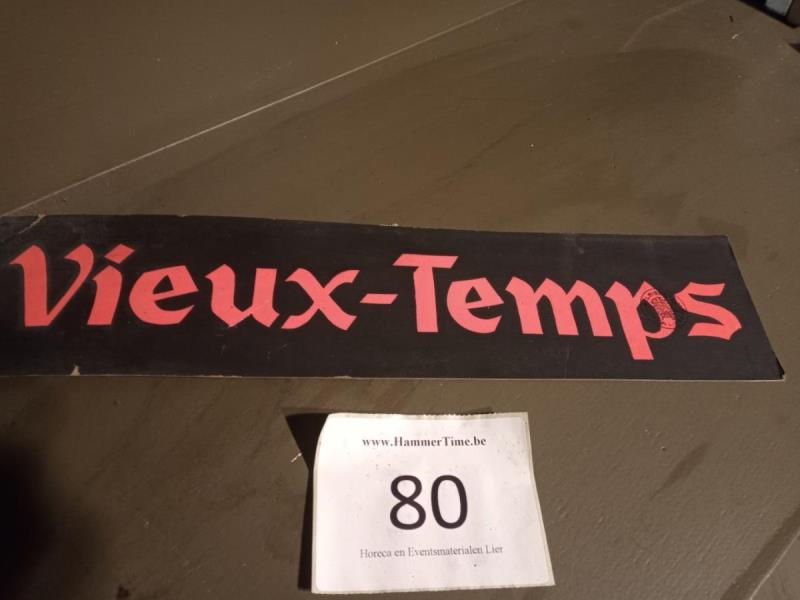 Vieux-Temps
www.HammerTime.be
80
Horeca en Eventsmaterialen Lier